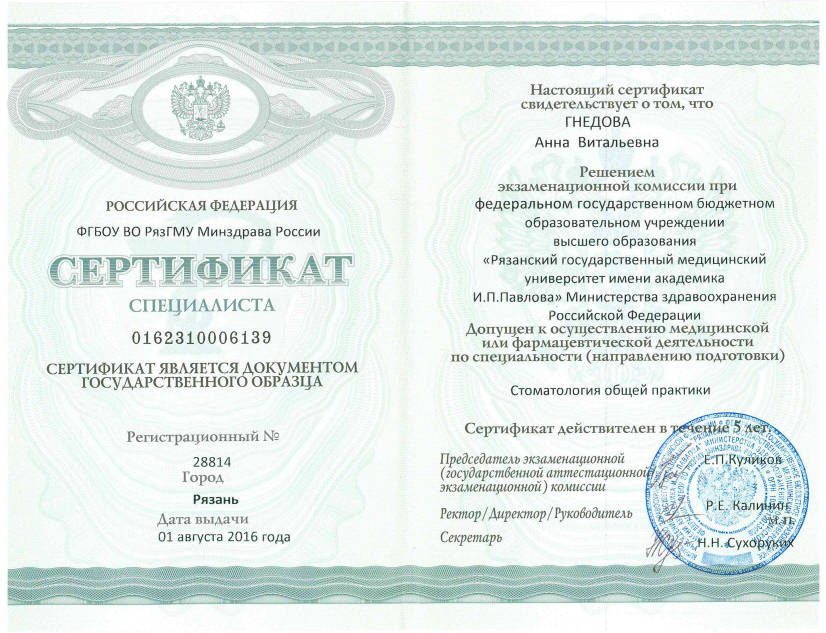 РОССИЙСКАЯ ФЕДЕРАЦИЯ
ФГБОУ ВО РязГМУ Минздрава России
СЕРТИФИКАТ
СПЕЦИАЛИСТА
0162310006139
СЕРТИФИКАТ ЯВЛЯЕТСЯ ДОКУМЕНТОМ
ГОСУДАРСТВЕННОГО ОБРАЗЦА
Регистрационный №
28814
Город
Рязань
Дата выдачи
01 августа 2016 года
Настоящий сертификат
свидетельствует о том, что
ГНЕДОВА
Анна Витальевна
Решением
экзаменационной комиссии при
федеральном государственном бюджетном
образовательном учреждении
высшего образования
«Рязанский государственный медицинский
университет имени академика
И.П.Павлова» Министерства здравоохранения
Российской Федерации
Допущен к осуществлению медицинской
или фармацевтической деятельности
по специальности (направлению подготовки)
Стоматология общей практики
Сертификат действителен в течение 5 лет.
Председатель экзаменационной
(государственной аттестационной,
экзаменационной) комиссии
Е.П.Куликов
Ректор/Директор/Руководитель
Р.Е. Калинин
М.П.
Секретарь
Н.Н. Сухоруких